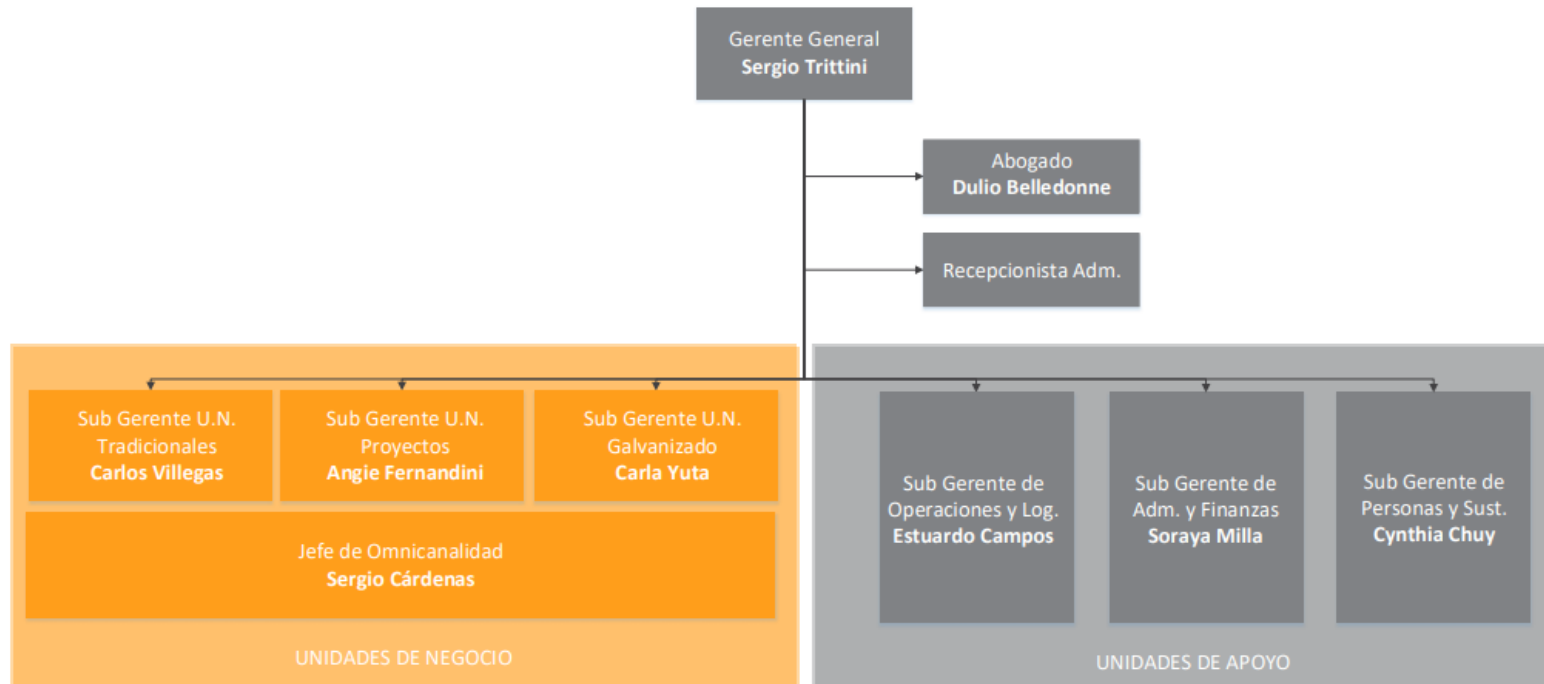 Gerente General
Sergio Trittini
Abogado
Dulio Belledonne
Recepcionista Adm.
Sub Gerente U.N.
Tradicionales
Carlos Villegas
Sub Gerente U.N.
Proyectos
Angie Fernandini
Sub Gerente U.N.
Galvanizado
Carla Yuta
Jefe de Omnicanalidad
Sergio Cárdenas
UNIDADES DE NEGOCIO
Sub Gerente de
Operaciones y Log.
Estuardo Campos
Sub Gerente de
Adm. y Finanzas
Soraya Milla
Sub Gerente de
Personas y Sust.
Cynthia Chuy
UNIDADES DE APOYO